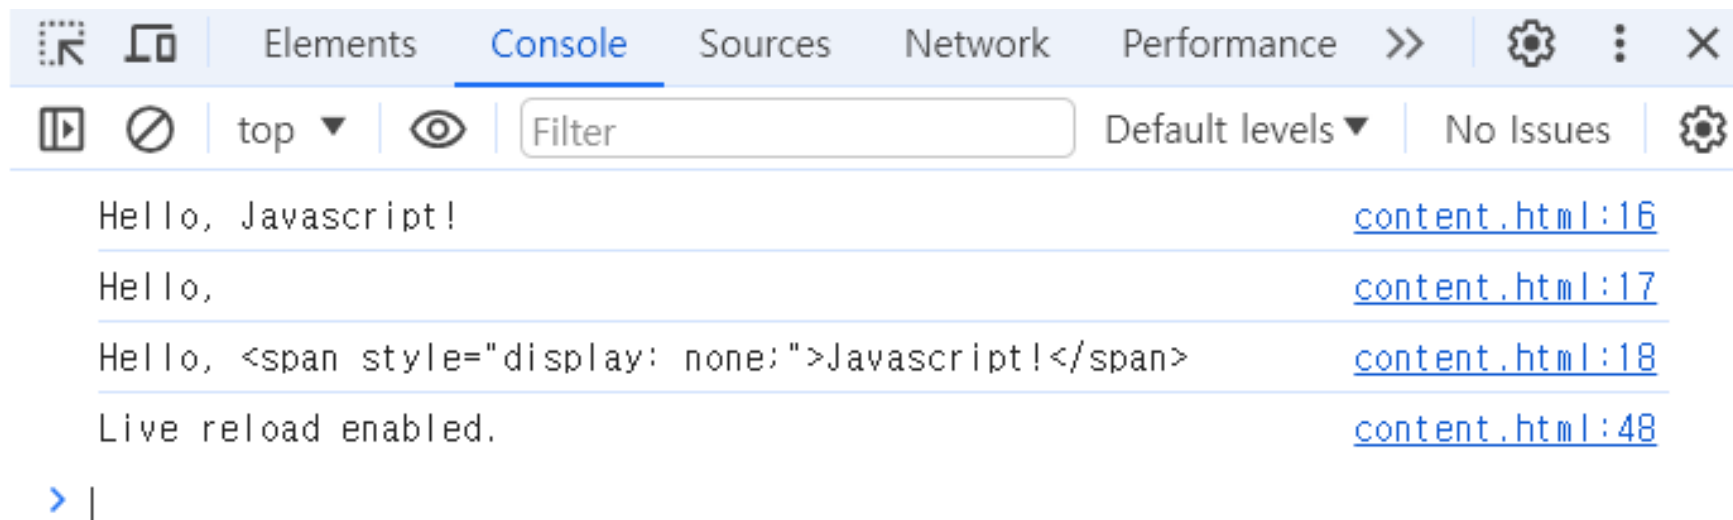 Elements Console Sources Network Performance
top Filter Default levels No Issues
Hello, Javascript! content.html:16
Hello, content.html:17
Hello, <span style="display: none;">Javascript!</span> content.html:18
Live reload enabled. content.html:48